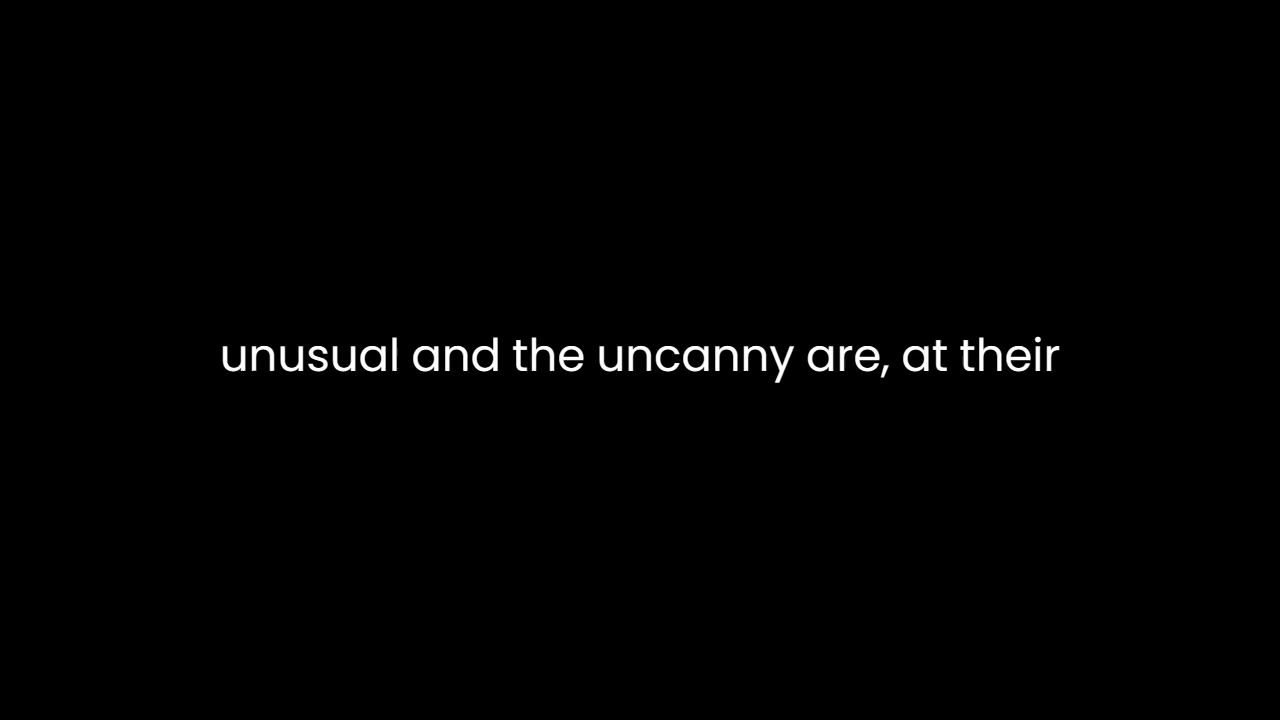 unusual and the uncanny are, at their